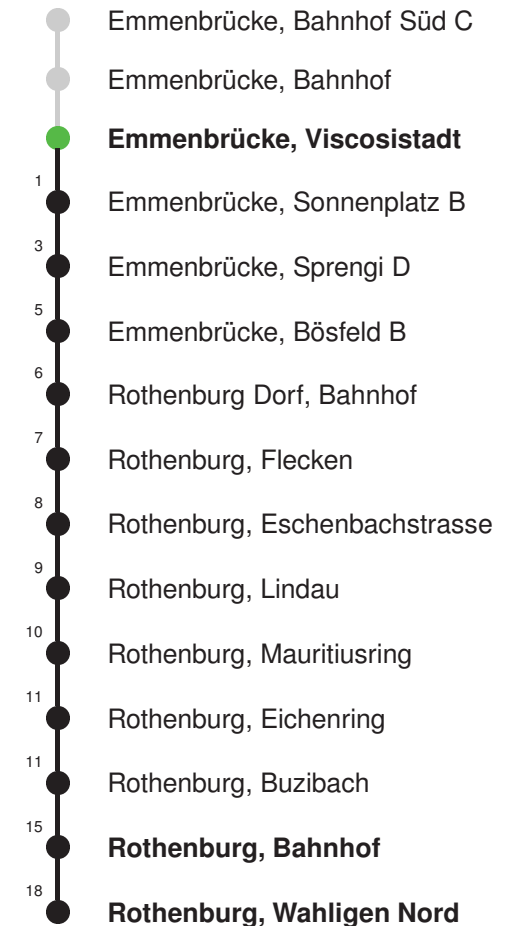 Emmenbrücke, Bahnhof Süd C
Emmenbrücke, Bahnhof
Emmenbrücke, Viscosistadt
1 Emmenbrücke, Sonnenplatz B
3 Emmenbrücke, Sprengi D
5 Emmenbrücke, Bösfeld B
6 Rothenburg Dorf, Bahnhof
7 Rothenburg, Flecken
8 Rothenburg, Eschenbachstrasse
9 Rothenburg, Lindau
10 Rothenburg, Mauritiusring
11 Rothenburg, Eichenring
11 Rothenburg, Buzibach
15 Rothenburg, Bahnhof
18 Rothenburg, Wahligen Nord